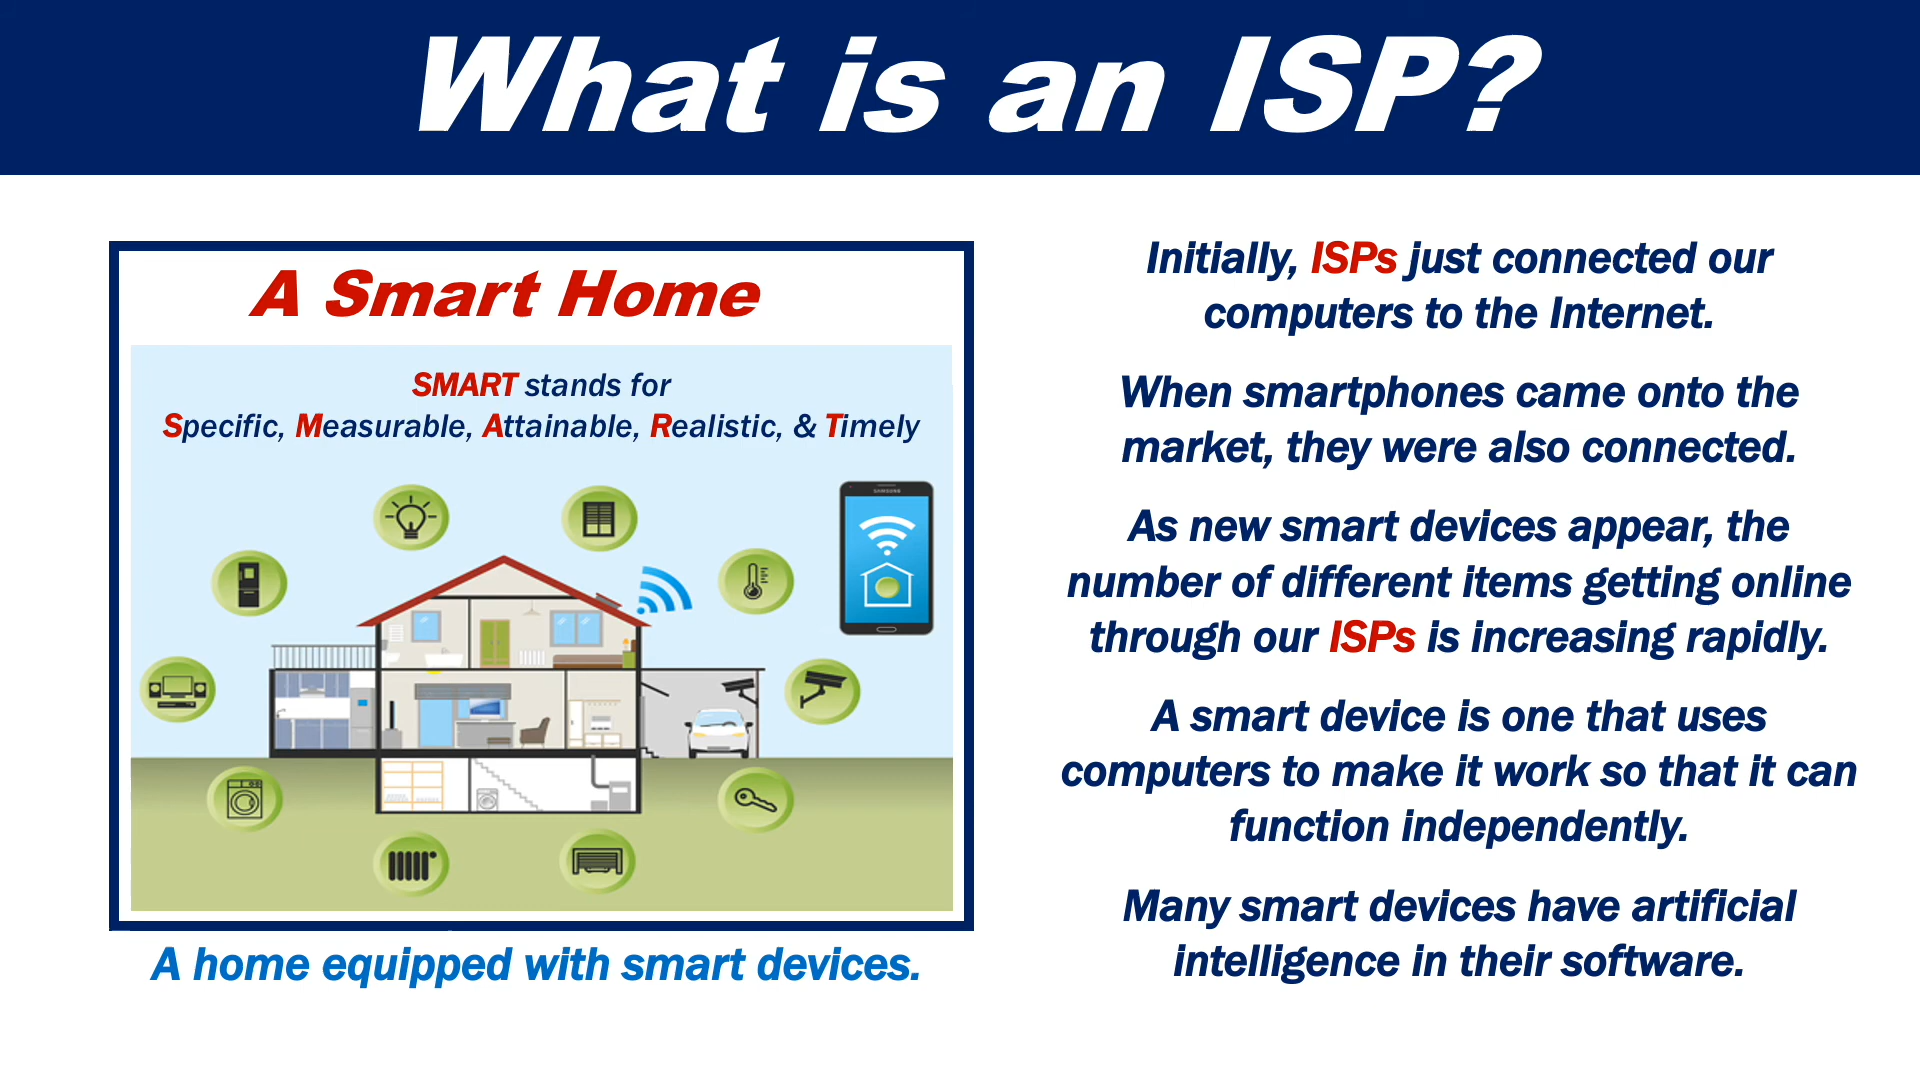 What is an ISP?
A Smart Home
SMART stands for
Specific, Measurable, Attainable, Realistic, & Timely
SAMSUNG
A home equipped with smart devices.
Initially, ISPs just connected our
computers to the Internet.
When smartphones came onto the
market, they were also connected.
As new smart devices appear, the
number of different items getting online
through our ISPs is increasing rapidly.
A smart device is one that uses
computers to make it work so that it can
function independently.
Many smart devices have artificial
intelligence in their software.